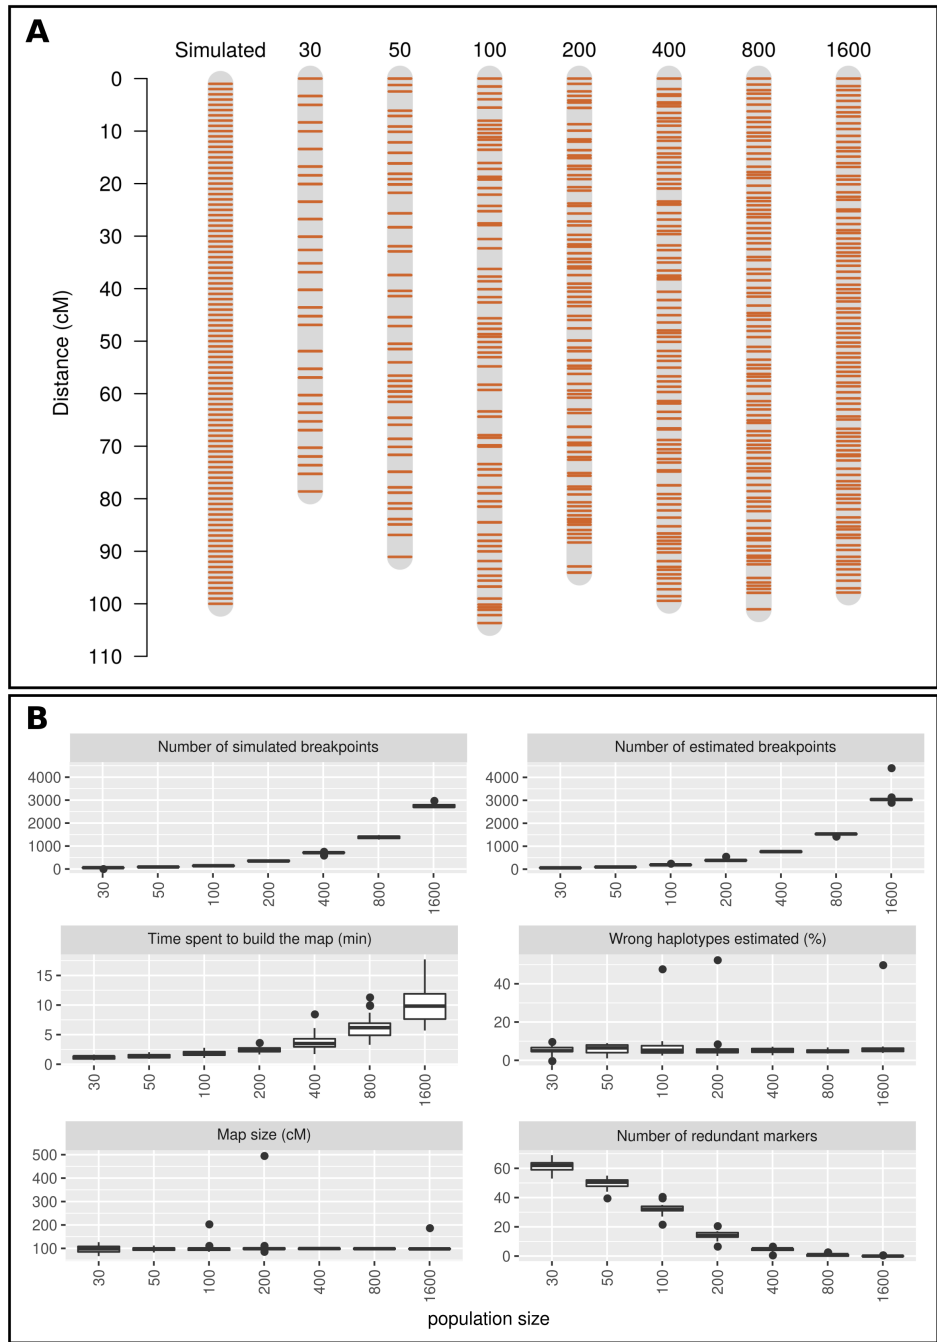 A
Simulated 30 50 100 200 400 800 1600
0
10
20
30
40
50
60
70
80
90
100
110
Distance (cM)
B
Number of simulated breakpoints
4000
3000
2000
1000
0
30 50 100 200 400 800 1600
Number of estimated breakpoints
4000
3000
2000
1000
0
30 50 100 200 400 800 1600
Time spent to build the map (min)
15
10
5
0
30 50 100 200 400 800 1600
Wrong haplotypes estimated (%)
40
20
0
30 50 100 200 400 800 1600
Map size (cM)
500
400
300
200
100
30 50 100 200 400 800 1600
Number of redundant markers
60
40
20
0
30 50 100 200 400 800 1600
population size